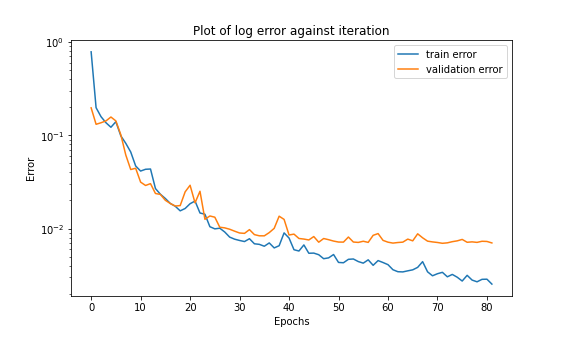 Plot of log error against iteration
train error
validation error
10⁰
10⁻¹
10⁻²
Error
0 10 20 30 40 50 60 70 80
Epochs